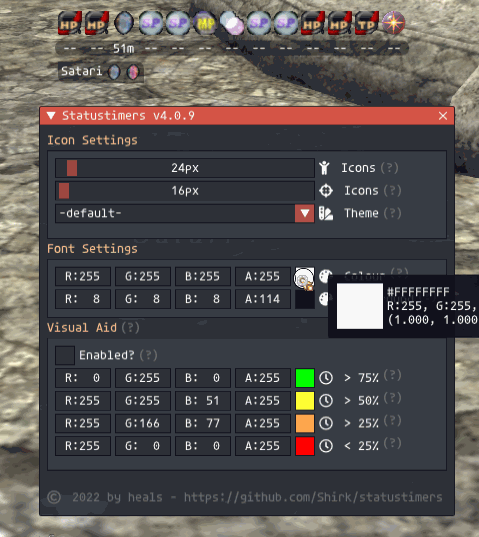 HP HP SP SP MP SP SP HP HP TP
-- -- 51m -- -- -- -- -- -- -- -- -- --
Satari
Statustimers v4.0.9
Icon Settings
24px Icons (?)
16px Icons (?)
-default- Theme (?)
Font Settings
R:255 G:255 B:255 A:255 Colour (?)
R: 8 G: 8 B: 8 A:114
#FFFFFFFF
R:255, G:255,
(1.000, 1.000
Visual Aid (?)
Enabled? (?)
R: 0 G:255 B: 0 A:255 > 75% (?)
R:255 G:255 B: 51 A:255 > 50% (?)
R:255 G:166 B: 77 A:255 > 25% (?)
R:255 G: 0 B: 0 A:255 < 25% (?)
© 2022 by heals - https://github.com/Shirk/statustimers